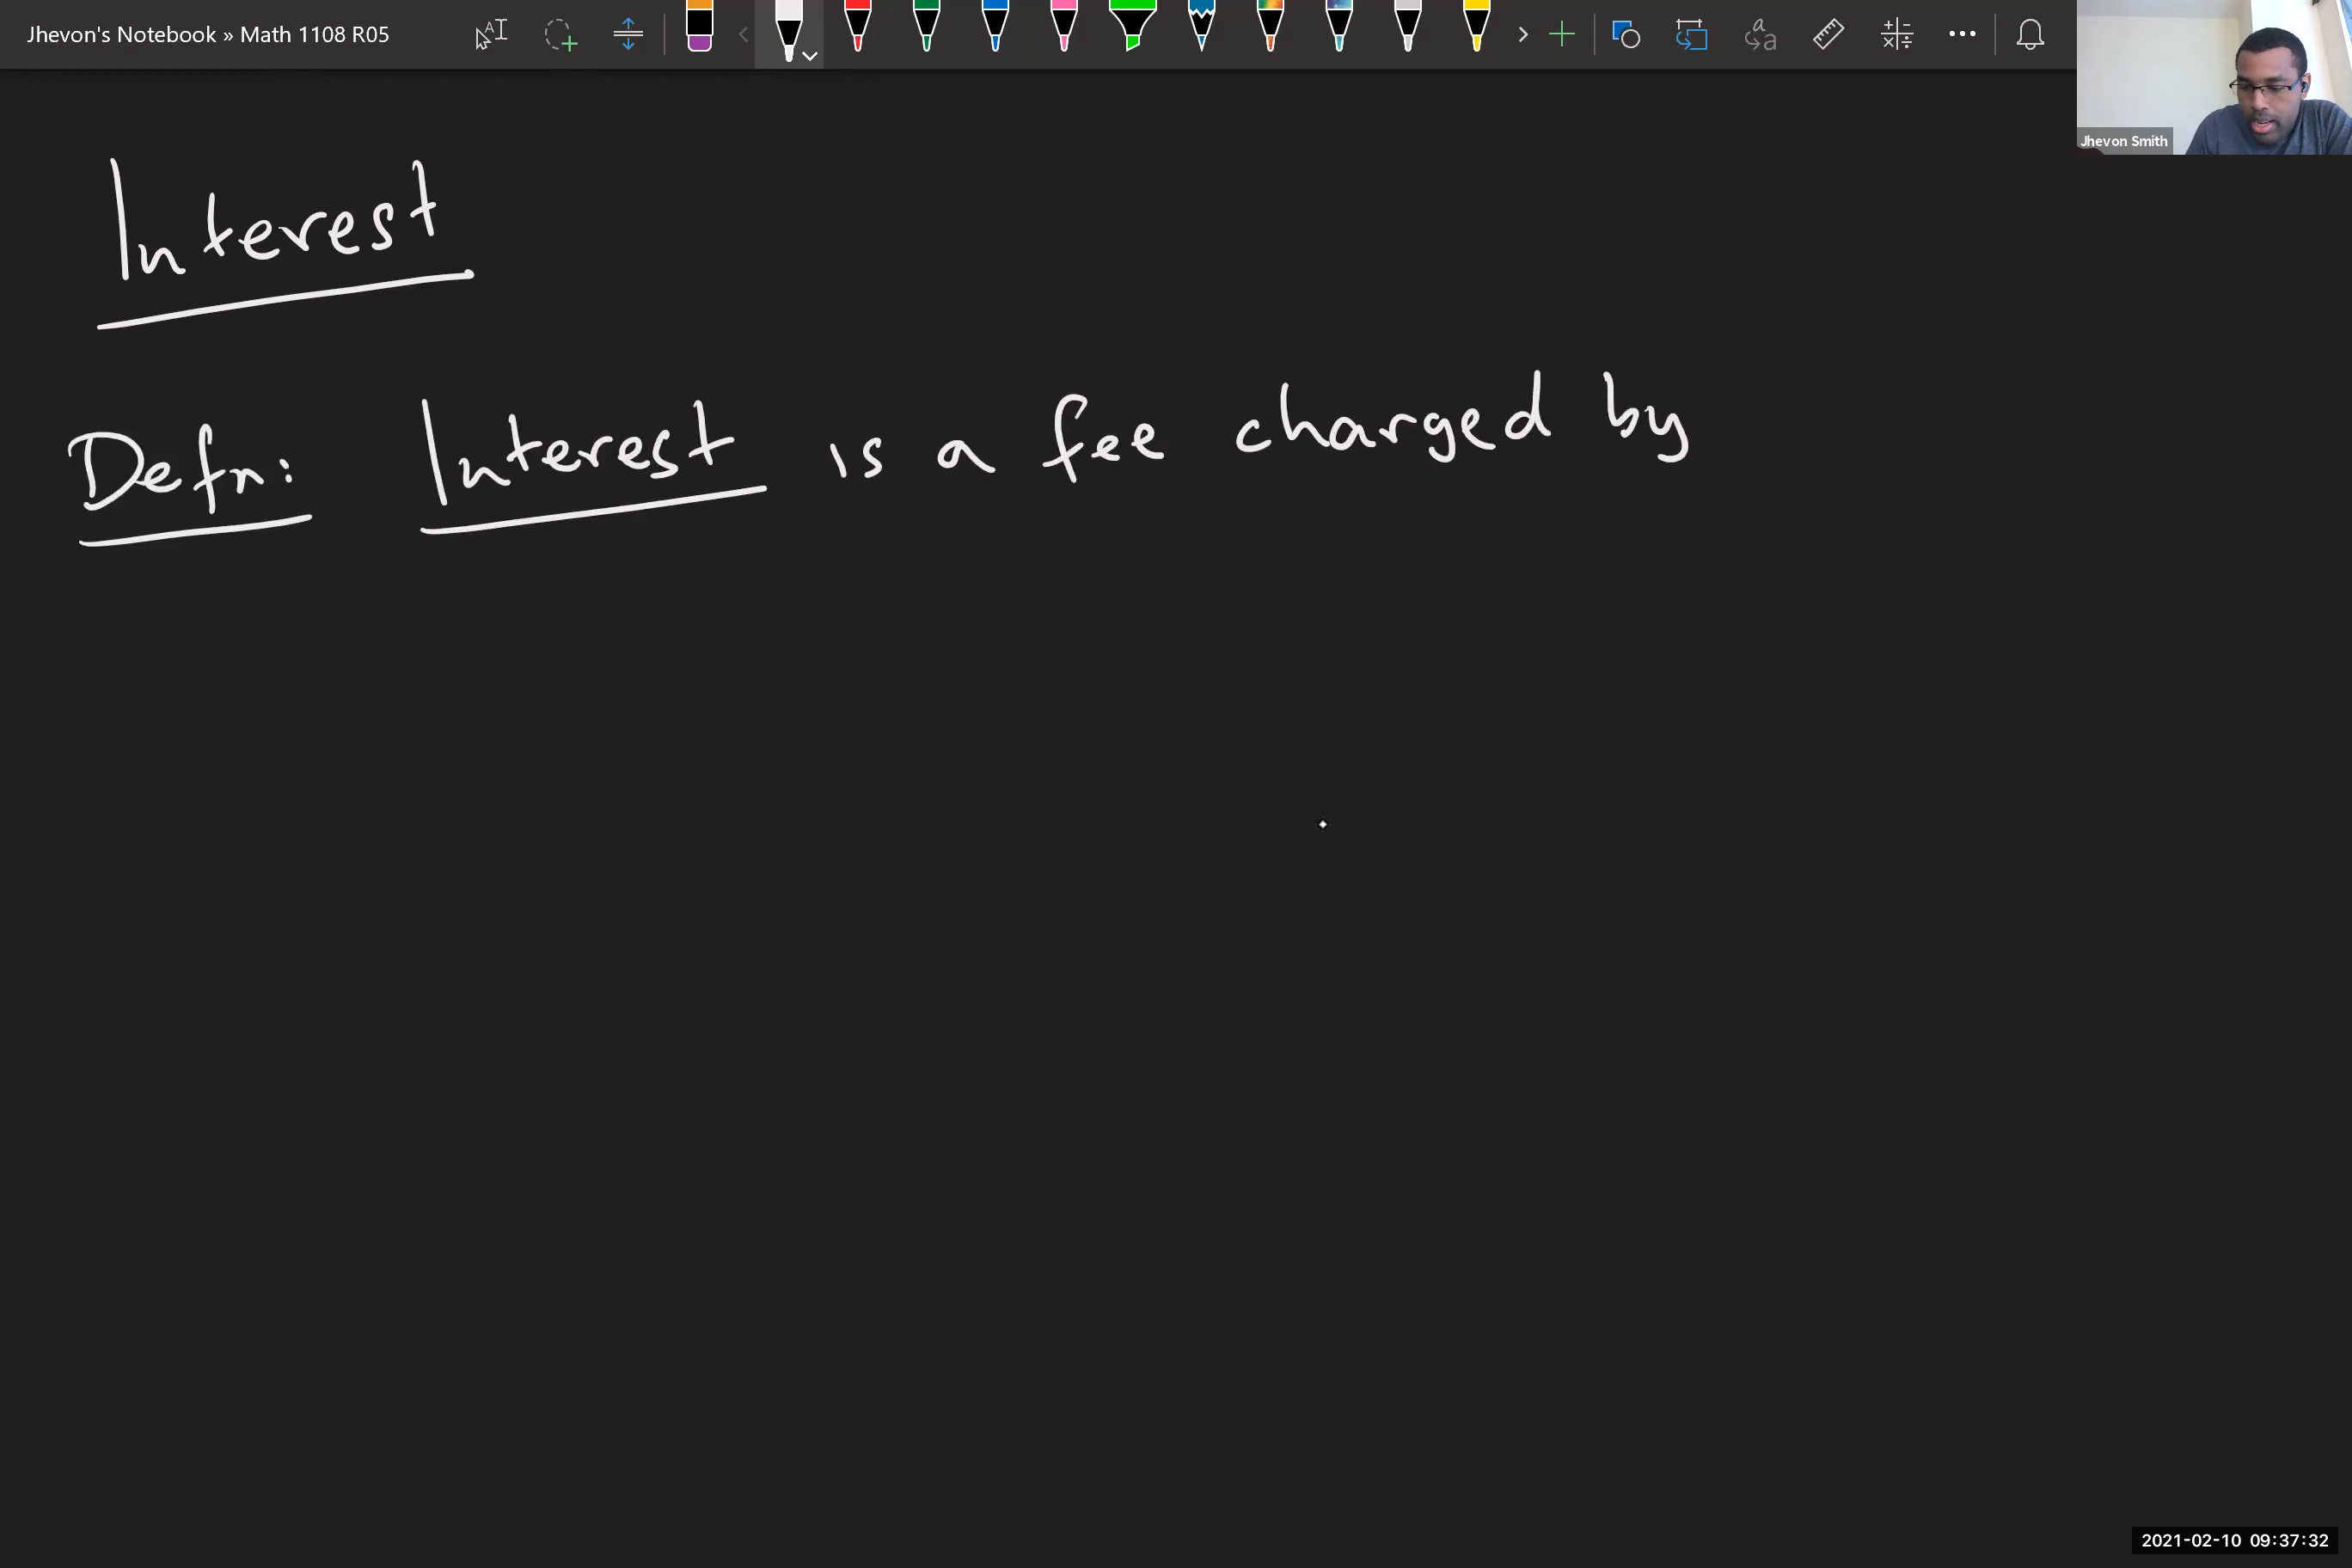 Jhevon's Notebook » Math 1108 R05
Jhevon Smith
Interest
Defn: Interest is a fee charged by
2021-02-10 09:37:32